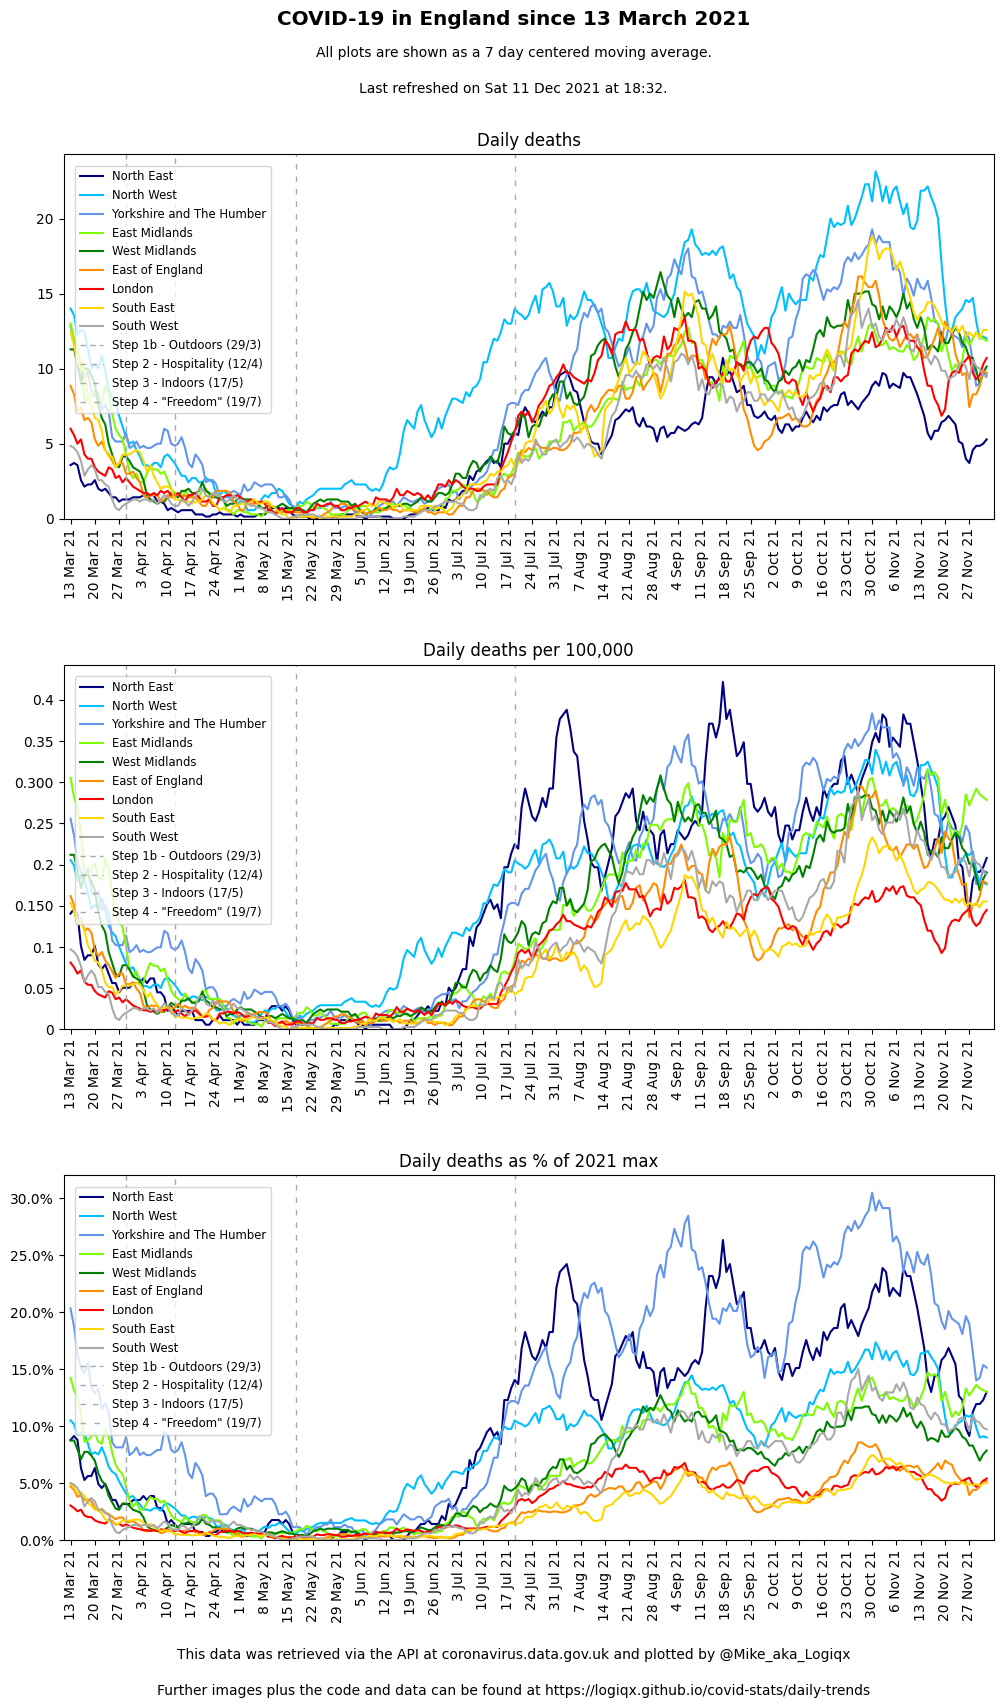 COVID-19 in England since 13 March 2021
All plots are shown as a 7 day centered moving average.
Last refreshed on Sat 11 Dec 2021 at 18:32.
Daily deaths
North East
North West
Yorkshire and The Humber
East Midlands
West Midlands
East of England
London
South East
South West
Step 1b - Outdoors (29/3)
Step 2 - Hospitality (12/4)
Step 3 - Indoors (17/5)
Step 4 - "Freedom" (19/7)
20
15
10
5
0
13 Mar 21
20 Mar 21
27 Mar 21
3 Apr 21
10 Apr 21
17 Apr 21
24 Apr 21
1 May 21
8 May 21
15 May 21
22 May 21
29 May 21
5 Jun 21
12 Jun 21
19 Jun 21
26 Jun 21
3 Jul 21
10 Jul 21
17 Jul 21
24 Jul 21
31 Jul 21
7 Aug 21
14 Aug 21
21 Aug 21
28 Aug 21
4 Sep 21
11 Sep 21
18 Sep 21
25 Sep 21
2 Oct 21
9 Oct 21
16 Oct 21
23 Oct 21
30 Oct 21
6 Nov 21
13 Nov 21
20 Nov 21
27 Nov 21
Daily deaths per 100,000
North East
North West
Yorkshire and The Humber
East Midlands
West Midlands
East of England
London
South East
South West
Step 1b - Outdoors (29/3)
Step 2 - Hospitality (12/4)
Step 3 - Indoors (17/5)
Step 4 - "Freedom" (19/7)
0.4
0.35
0.300
0.25
0.2
0.150
0.1
0.05
0
13 Mar 21
20 Mar 21
27 Mar 21
3 Apr 21
10 Apr 21
17 Apr 21
24 Apr 21
1 May 21
8 May 21
15 May 21
22 May 21
29 May 21
5 Jun 21
12 Jun 21
19 Jun 21
26 Jun 21
3 Jul 21
10 Jul 21
17 Jul 21
24 Jul 21
31 Jul 21
7 Aug 21
14 Aug 21
21 Aug 21
28 Aug 21
4 Sep 21
11 Sep 21
18 Sep 21
25 Sep 21
2 Oct 21
9 Oct 21
16 Oct 21
23 Oct 21
30 Oct 21
6 Nov 21
13 Nov 21
20 Nov 21
27 Nov 21
Daily deaths as % of 2021 max
North East
North West
Yorkshire and The Humber
East Midlands
West Midlands
East of England
London
South East
South West
Step 1b - Outdoors (29/3)
Step 2 - Hospitality (12/4)
Step 3 - Indoors (17/5)
Step 4 - "Freedom" (19/7)
30.0%
25.0%
20.0%
15.0%
10.0%
5.0%
0.0%
13 Mar 21
20 Mar 21
27 Mar 21
3 Apr 21
10 Apr 21
17 Apr 21
24 Apr 21
1 May 21
8 May 21
15 May 21
22 May 21
29 May 21
5 Jun 21
12 Jun 21
19 Jun 21
26 Jun 21
3 Jul 21
10 Jul 21
17 Jul 21
24 Jul 21
31 Jul 21
7 Aug 21
14 Aug 21
21 Aug 21
28 Aug 21
4 Sep 21
11 Sep 21
18 Sep 21
25 Sep 21
2 Oct 21
9 Oct 21
16 Oct 21
23 Oct 21
30 Oct 21
6 Nov 21
13 Nov 21
20 Nov 21
27 Nov 21
This data was retrieved via the API at coronavirus.data.gov.uk and plotted by @Mike_aka_Logiqx
Further images plus the code and data can be found at https://logiqx.github.io/covid-stats/daily-trends